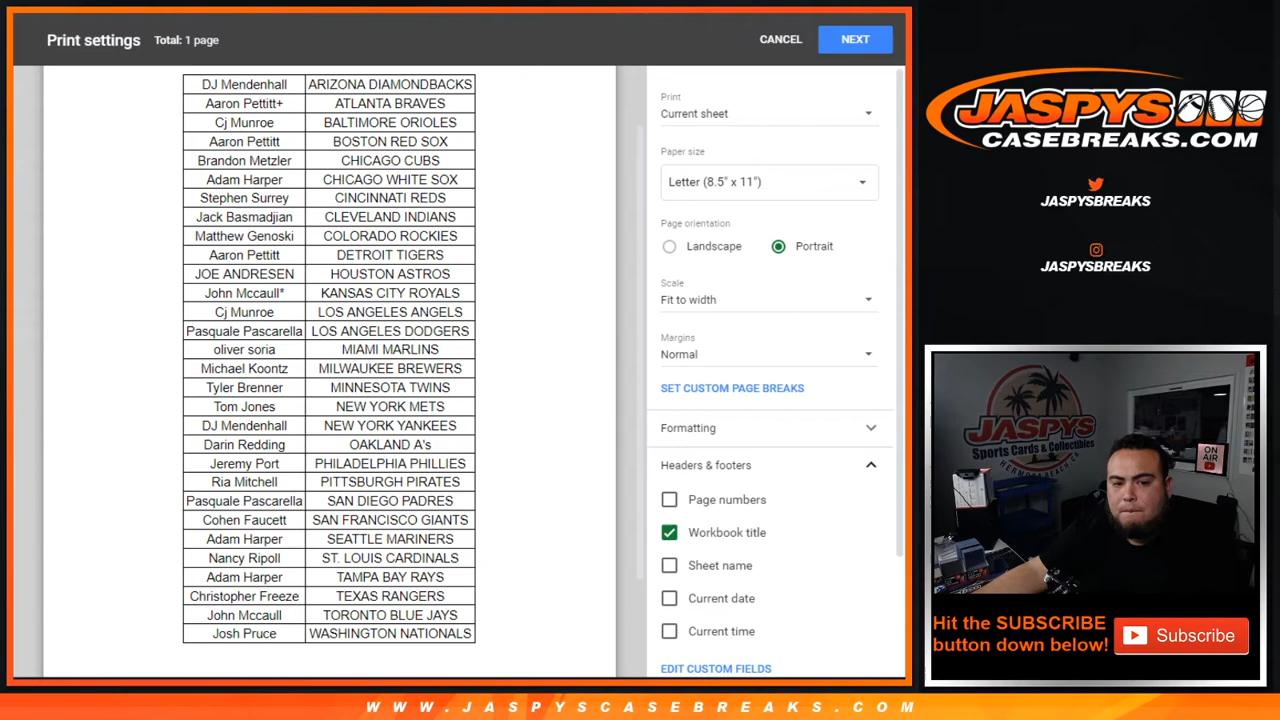 Print settings Total: 1 page CANCEL NEXT
DJ Mendenhall ARIZONA DIAMONDBACKS
Aaron Pettitt+ ATLANTA BRAVES
Cj Munroe BALTIMORE ORIOLES
Aaron Pettitt BOSTON RED SOX
Brandon Metzler CHICAGO CUBS
Adam Harper CHICAGO WHITE SOX
Stephen Surrey CINCINNATI REDS
Jack Basmadjian CLEVELAND INDIANS
Matthew Genoski COLORADO ROCKIES
Aaron Pettitt DETROIT TIGERS
JOE ANDRESEN HOUSTON ASTROS
John Mccaull* KANSAS CITY ROYALS
Cj Munroe LOS ANGELES ANGELS
Pasquale Pascarella LOS ANGELES DODGERS
oliver soria MIAMI MARLINS
Michael Koontz MILWAUKEE BREWERS
Tyler Brenner MINNESOTA TWINS
Tom Jones NEW YORK METS
DJ Mendenhall NEW YORK YANKEES
Darin Redding OAKLAND A's
Jeremy Port PHILADELPHIA PHILLIES
Ria Mitchell PITTSBURGH PIRATES
Pasquale Pascarella SAN DIEGO PADRES
Cohen Faucett SAN FRANCISCO GIANTS
Adam Harper SEATTLE MARINERS
Nancy Ripoll ST. LOUIS CARDINALS
Adam Harper TAMPA BAY RAYS
Christopher Freeze TEXAS RANGERS
John Mccaull TORONTO BLUE JAYS
Josh Pruce WASHINGTON NATIONALS
Print
Current sheet
Paper size
Letter (8.5" x 11")
Page orientation
Landscape Portrait
Scale
Fit to width
Margins
Normal
SET CUSTOM PAGE BREAKS
Formatting
Headers & footers
Page numbers
Workbook title
Sheet name
Current date
Current time
EDIT CUSTOM FIELDS
JASPYS
CASEBREAKS.COM
JASPYSBREAKS
JASPYSBREAKS
JASPYS
Sports Cards & Collectibles
HERMOSA BEACH, CA
ON
AIR
Hit the SUBSCRIBE
button down below!
Subscribe
WWW.JASPYSCASEBREAKS.COM